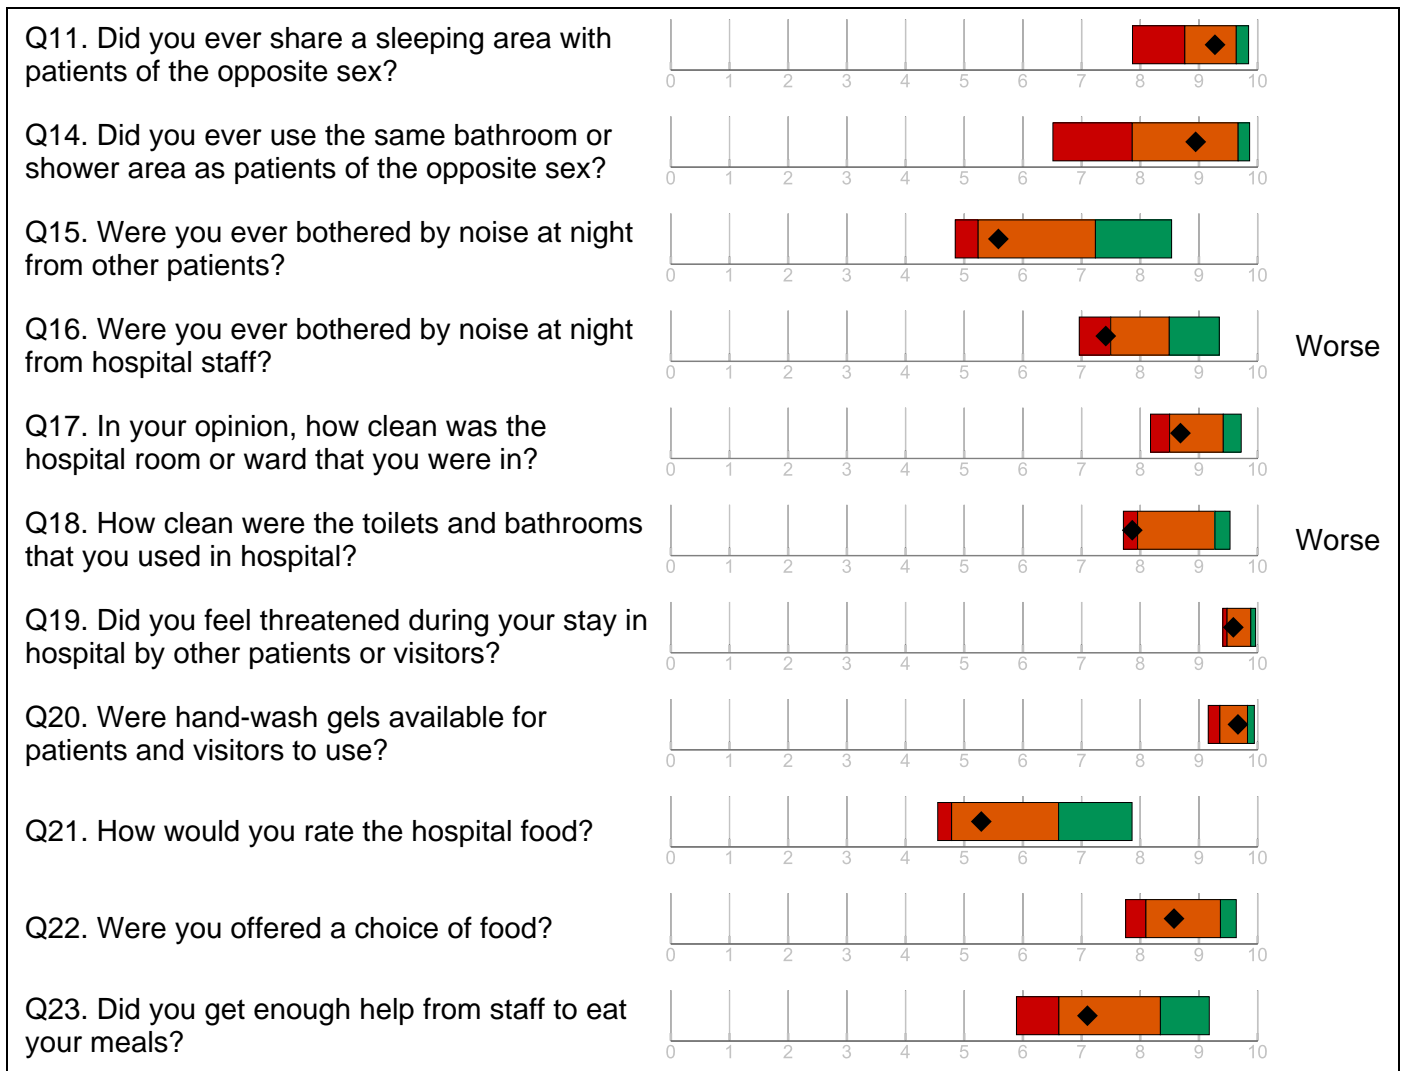 Q11. Did you ever share a sleeping area with
patients of the opposite sex?
0 1 2 3 4 5 6 7 8 9 10
Q14. Did you ever use the same bathroom or
shower area as patients of the opposite sex?
0 1 2 3 4 5 6 7 8 9 10
Q15. Were you ever bothered by noise at night
from other patients?
0 1 2 3 4 5 6 7 8 9 10
Q16. Were you ever bothered by noise at night
from hospital staff?
Worse
0 1 2 3 4 5 6 7 8 9 10
Q17. In your opinion, how clean was the
hospital room or ward that you were in?
0 1 2 3 4 5 6 7 8 9 10
Q18. How clean were the toilets and bathrooms
that you used in hospital?
Worse
0 1 2 3 4 5 6 7 8 9 10
Q19. Did you feel threatened during your stay in
hospital by other patients or visitors?
0 1 2 3 4 5 6 7 8 9 10
Q20. Were hand-wash gels available for
patients and visitors to use?
0 1 2 3 4 5 6 7 8 9 10
Q21. How would you rate the hospital food?
0 1 2 3 4 5 6 7 8 9 10
Q22. Were you offered a choice of food?
0 1 2 3 4 5 6 7 8 9 10
Q23. Did you get enough help from staff to eat
your meals?
0 1 2 3 4 5 6 7 8 9 10